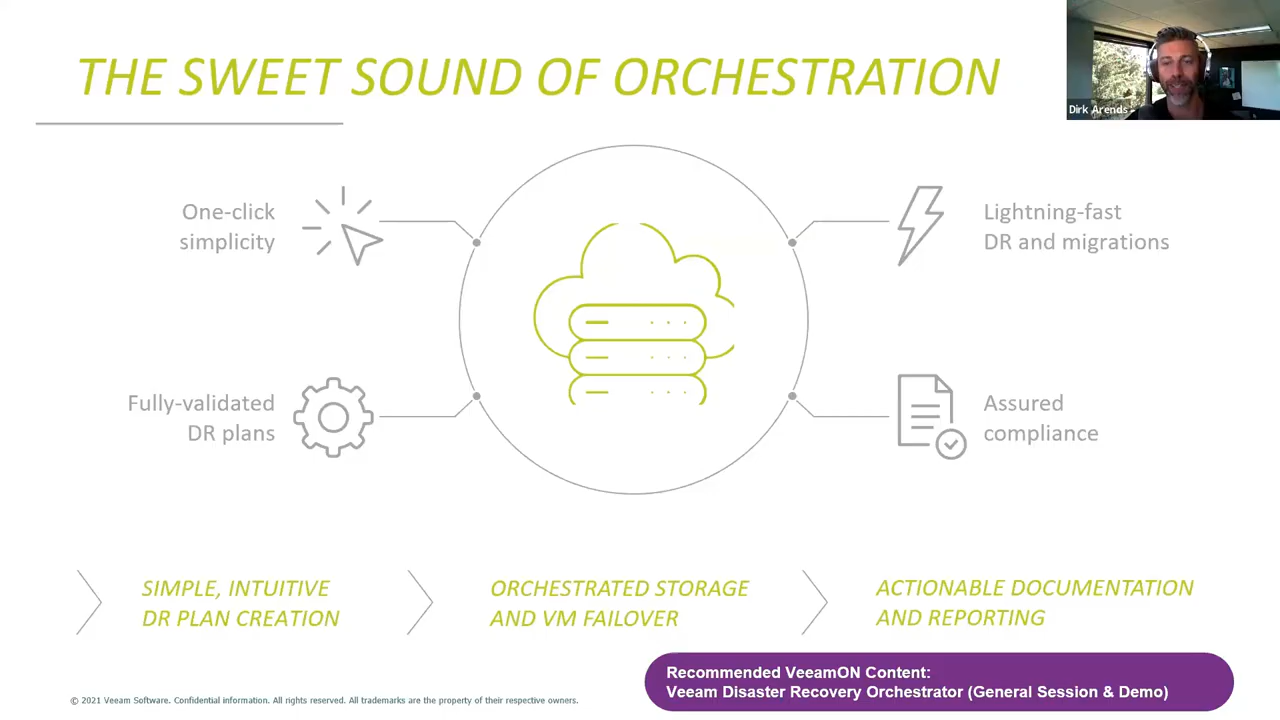 THE SWEET SOUND OF ORCHESTRATION
Dirk Arends
One-click
simplicity
Lightning-fast
DR and migrations
Fully-validated
DR plans
Assured
compliance
SIMPLE, INTUITIVE
DR PLAN CREATION
ORCHESTRATED STORAGE
AND VM FAILOVER
ACTIONABLE DOCUMENTATION
AND REPORTING
Recommended VeeamON Content:
Veeam Disaster Recovery Orchestrator (General Session & Demo)
© 2021 Veeam Software. Confidential information. All rights reserved. All trademarks are the property of their respective owners.